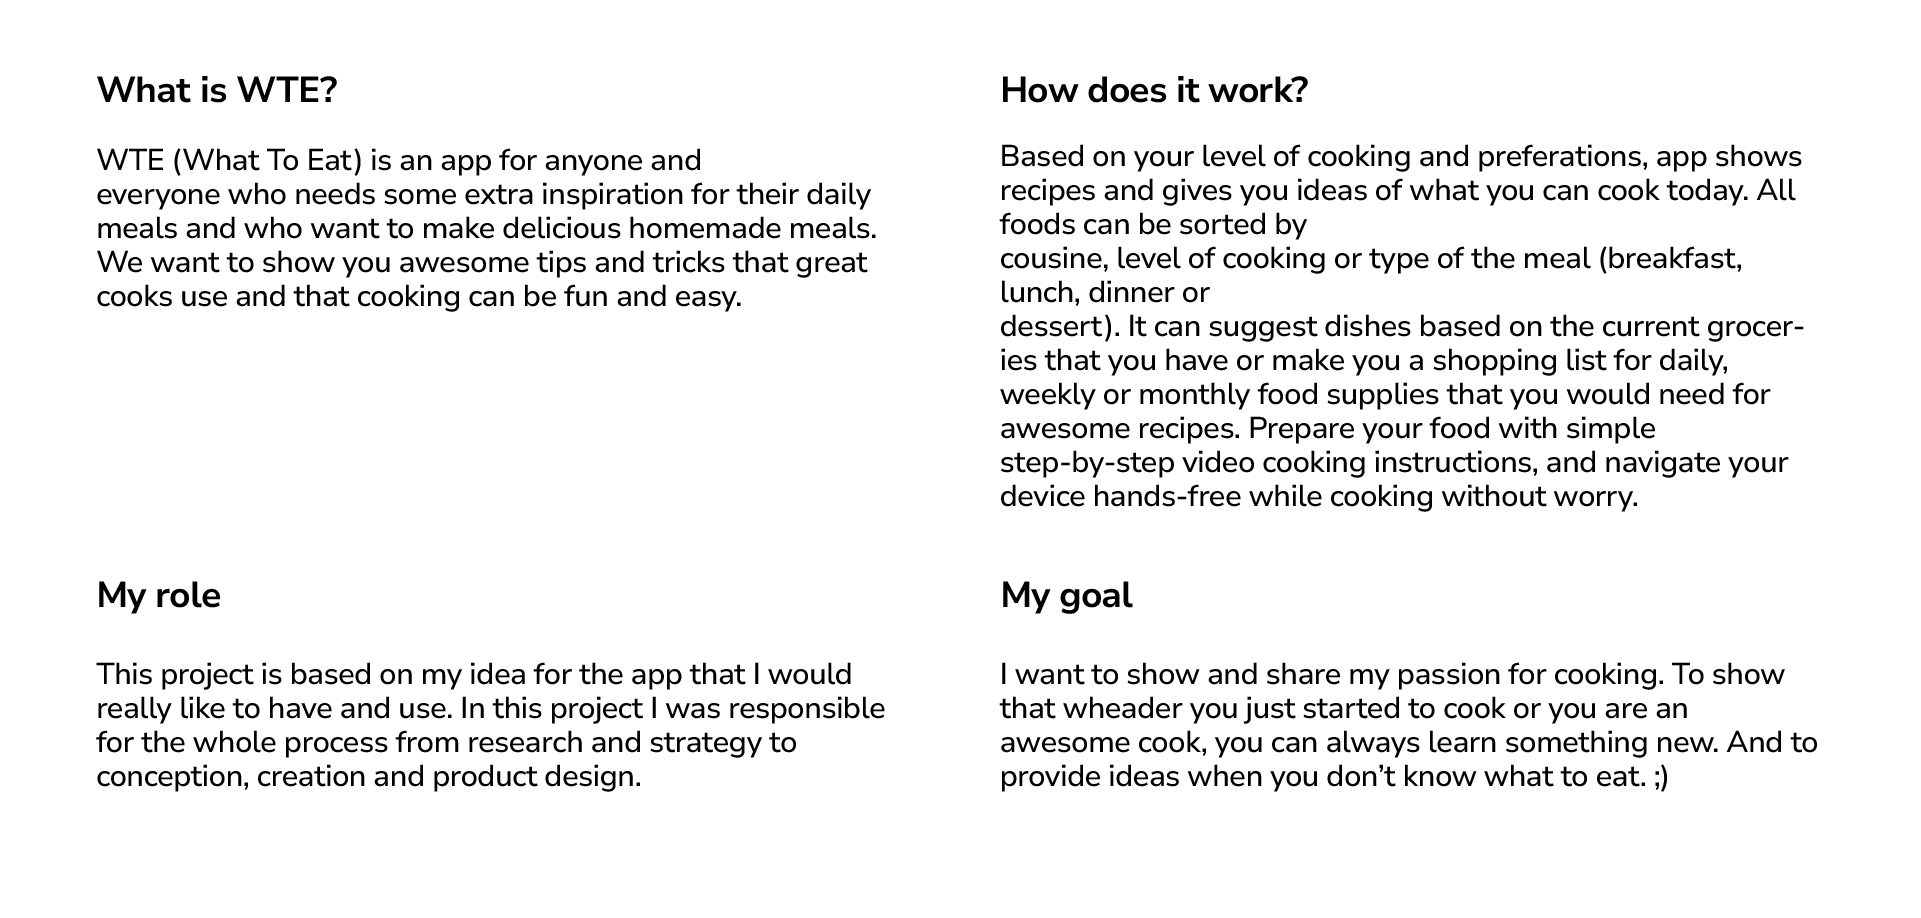 What is WTE?
WTE (What To Eat) is an app for anyone and
everyone who needs some extra inspiration for their daily
meals and who want to make delicious homemade meals.
We want to show you awesome tips and tricks that great
cooks use and that cooking can be fun and easy.
How does it work?
Based on your level of cooking and preferations, app shows
recipes and gives you ideas of what you can cook today. All
foods can be sorted by
cousine, level of cooking or type of the meal (breakfast,
lunch, dinner or
dessert). It can suggest dishes based on the current grocer-
ies that you have or make you a shopping list for daily,
weekly or monthly food supplies that you would need for
awesome recipes. Prepare your food with simple
step-by-step video cooking instructions, and navigate your
device hands-free while cooking without worry.
My role
This project is based on my idea for the app that I would
really like to have and use. In this project I was responsible
for the whole process from research and strategy to
conception, creation and product design.
My goal
I want to show and share my passion for cooking. To show
that wheader you just started to cook or you are an
awesome cook, you can always learn something new. And to
provide ideas when you don’t know what to eat. ;)